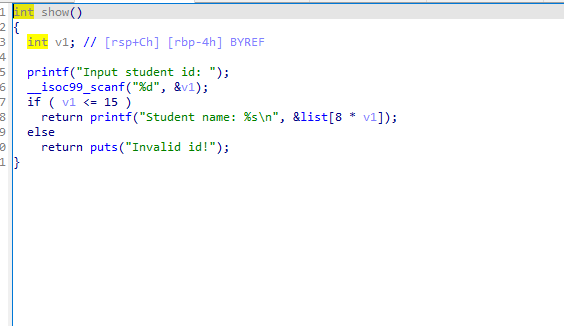 1 int show()
2 {
3   int v1; // [rsp+Ch] [rbp-4h] BYREF
4
5   printf("Input student id: ");
6   __isoc99_scanf("%d", &v1);
7   if ( v1 <= 15 )
8     return printf("Student name: %s\n", &list[8 * v1]);
9   else
0     return puts("Invalid id!");
1 }